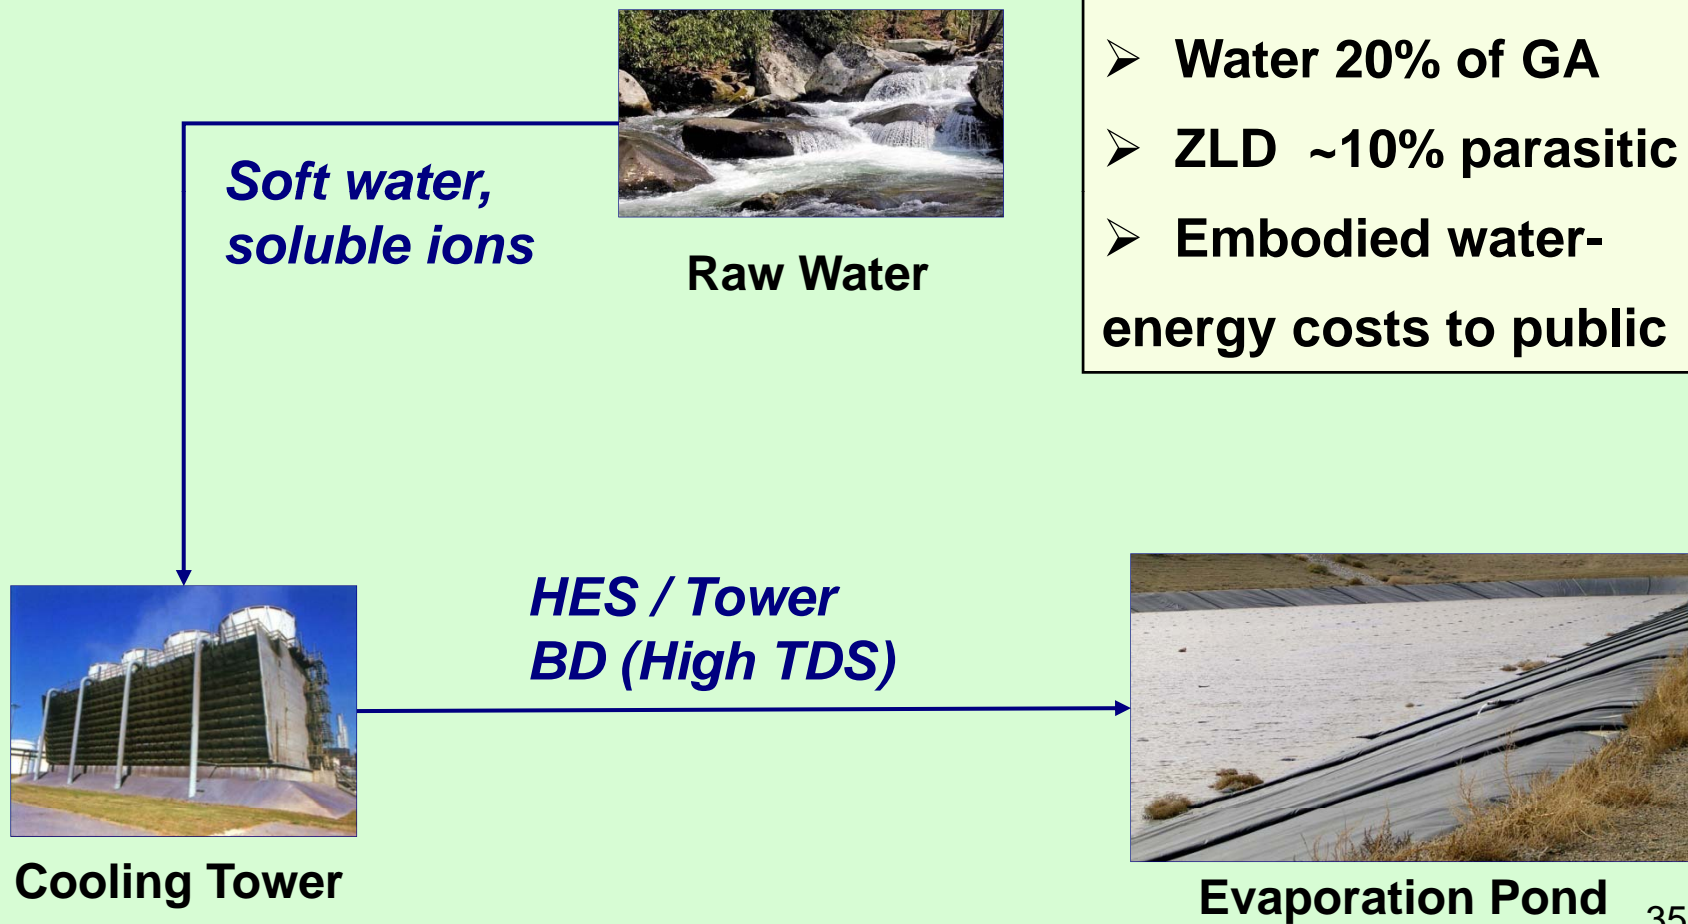 ➢ Water 20% of GA
➢ ZLD ~10% parasitic
➢ Embodied water-
energy costs to public
Soft water,
soluble ions
Raw Water
HES / Tower
BD (High TDS)
Cooling Tower
Evaporation Pond
35